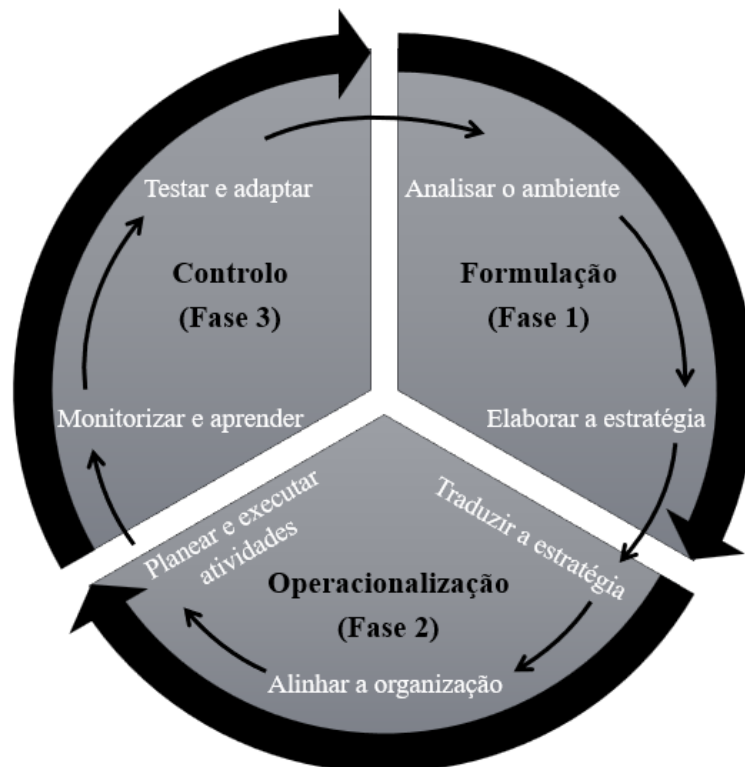 Testar e adaptar
Analisar o ambiente
Controlo
(Fase 3)
Formulação
(Fase 1)
Monitorizar e aprender
Elaborar a estratégia
Planear e executar
atividades
Traduzir a estratégia
Operacionalização
(Fase 2)
Alinhar a organização